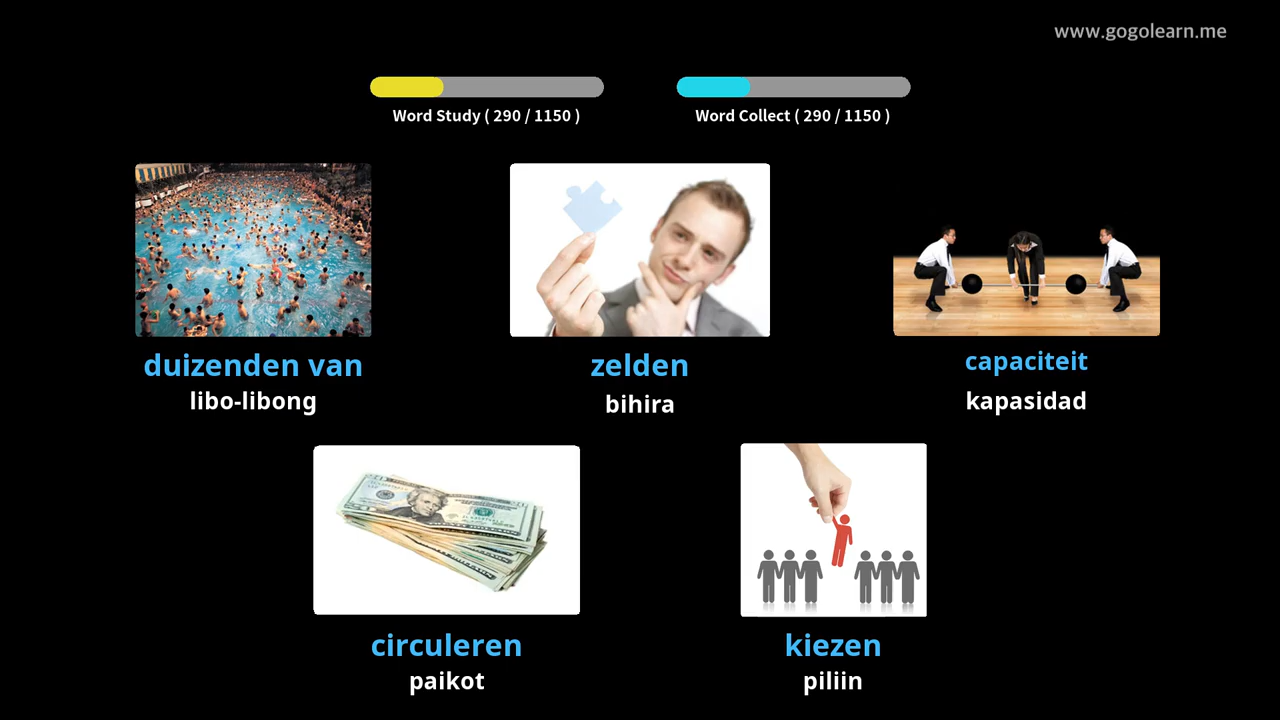 www.gogolearn.me
Word Study ( 290 / 1150 )
Word Collect ( 290 / 1150 )
duizenden van
libo-libong
zelden
bihira
capaciteit
kapasidad
circuleren
paikot
kiezen
piliin